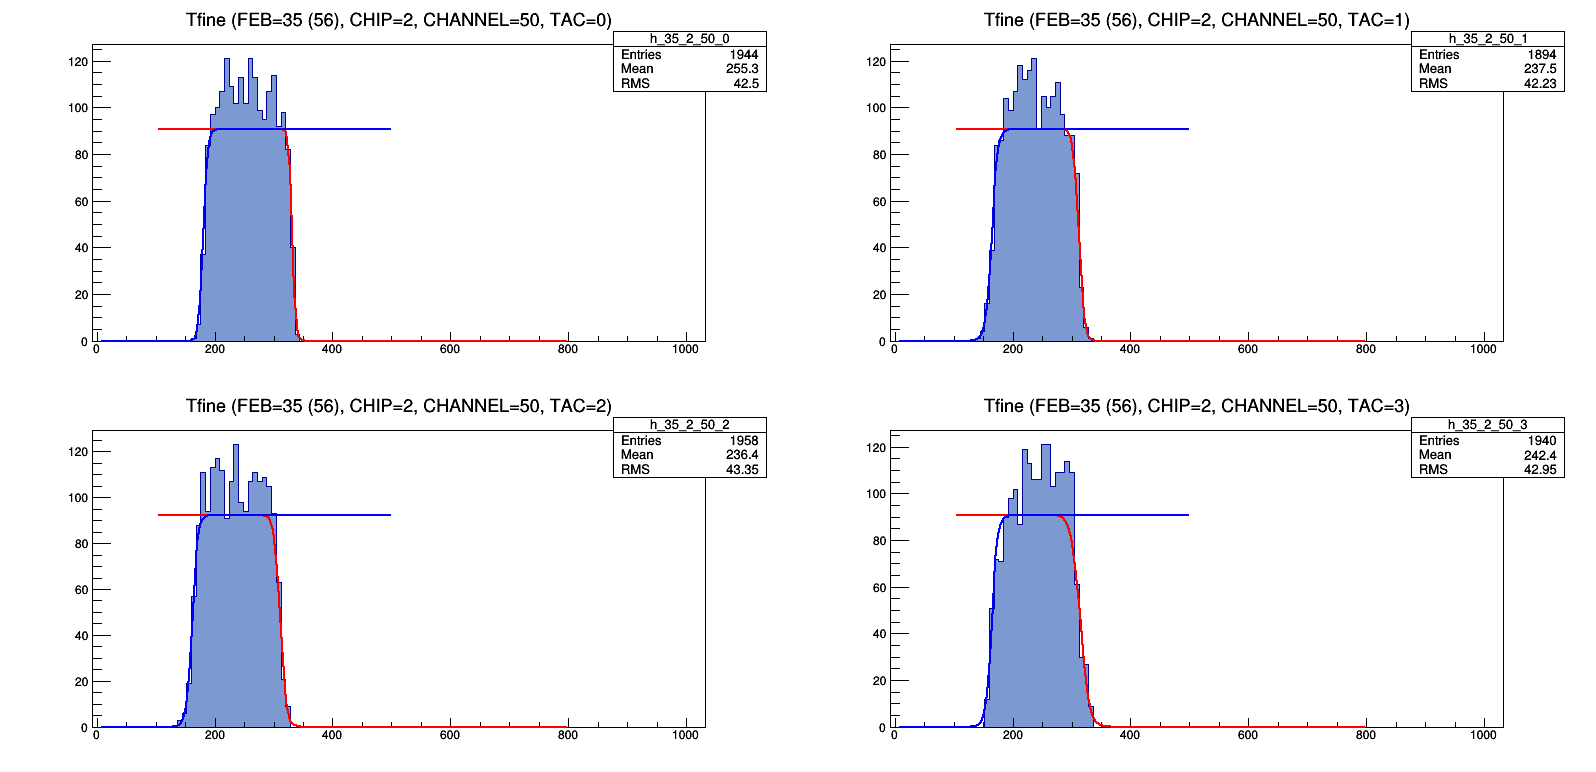 Tfine (FEB=35 (56), CHIP=2, CHANNEL=50, TAC=0)
h_35_2_50_0
Entries 1944
Mean 255.3
RMS 42.5
120
100
80
60
40
20
0
0 200 400 600 800 1000
Tfine (FEB=35 (56), CHIP=2, CHANNEL=50, TAC=1)
h_35_2_50_1
Entries 1894
Mean 237.5
RMS 42.23
120
100
80
60
40
20
0
0 200 400 600 800 1000
Tfine (FEB=35 (56), CHIP=2, CHANNEL=50, TAC=2)
h_35_2_50_2
Entries 1958
Mean 236.4
RMS 43.35
120
100
80
60
40
20
0
0 200 400 600 800 1000
Tfine (FEB=35 (56), CHIP=2, CHANNEL=50, TAC=3)
h_35_2_50_3
Entries 1940
Mean 242.4
RMS 42.95
120
100
80
60
40
20
0
0 200 400 600 800 1000